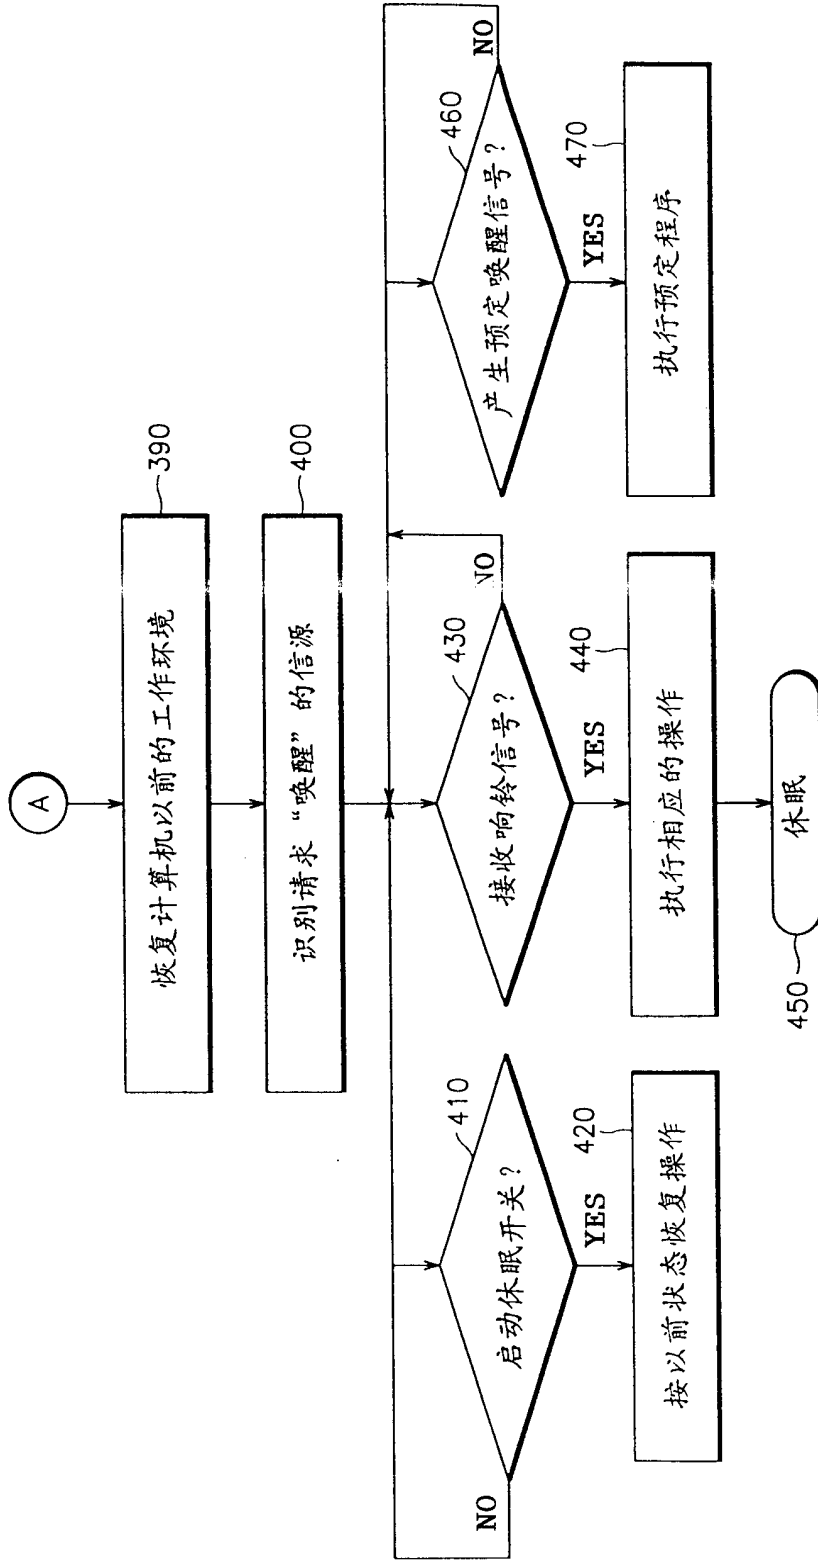 A
恢复计算机以前的工作环境
390
识别请求“唤醒”的信源
400
启动休眠开关?
410
NO
YES
按以前状态恢复操作
420
接收响铃信号?
430
NO
YES
执行相应的操作
440
休眠
450
产生预定唤醒信号?
460
NO
YES
执行预定程序
470